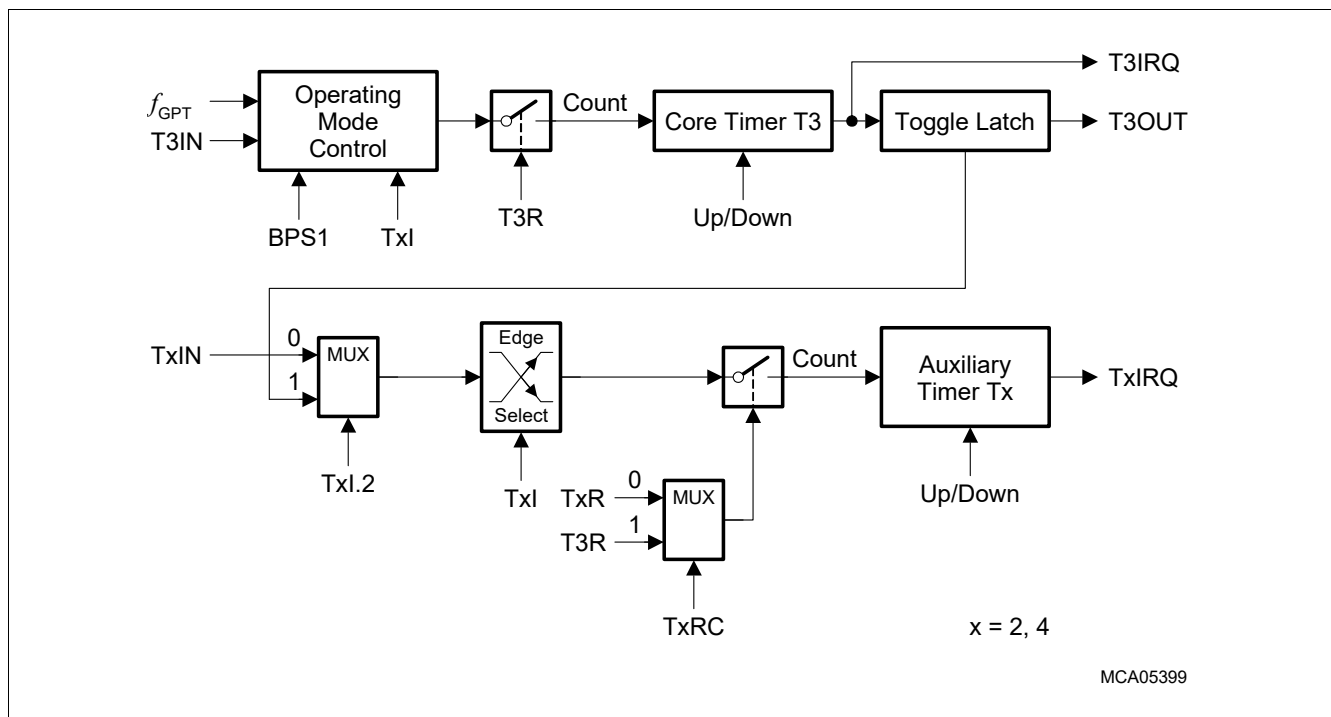 T3IRQ
fGPT
T3IN
Operating
Mode
Control
Count
Core Timer T3
Toggle Latch
T3OUT
BPS1
TxI
T3R
Up/Down
TxIN
0
1
MUX
TxI.2
Edge
Select
TxI
Count
Auxiliary
Timer Tx
TxIRQ
Up/Down
TxR
0
T3R
1
MUX
TxRC
x = 2, 4
MCA05399